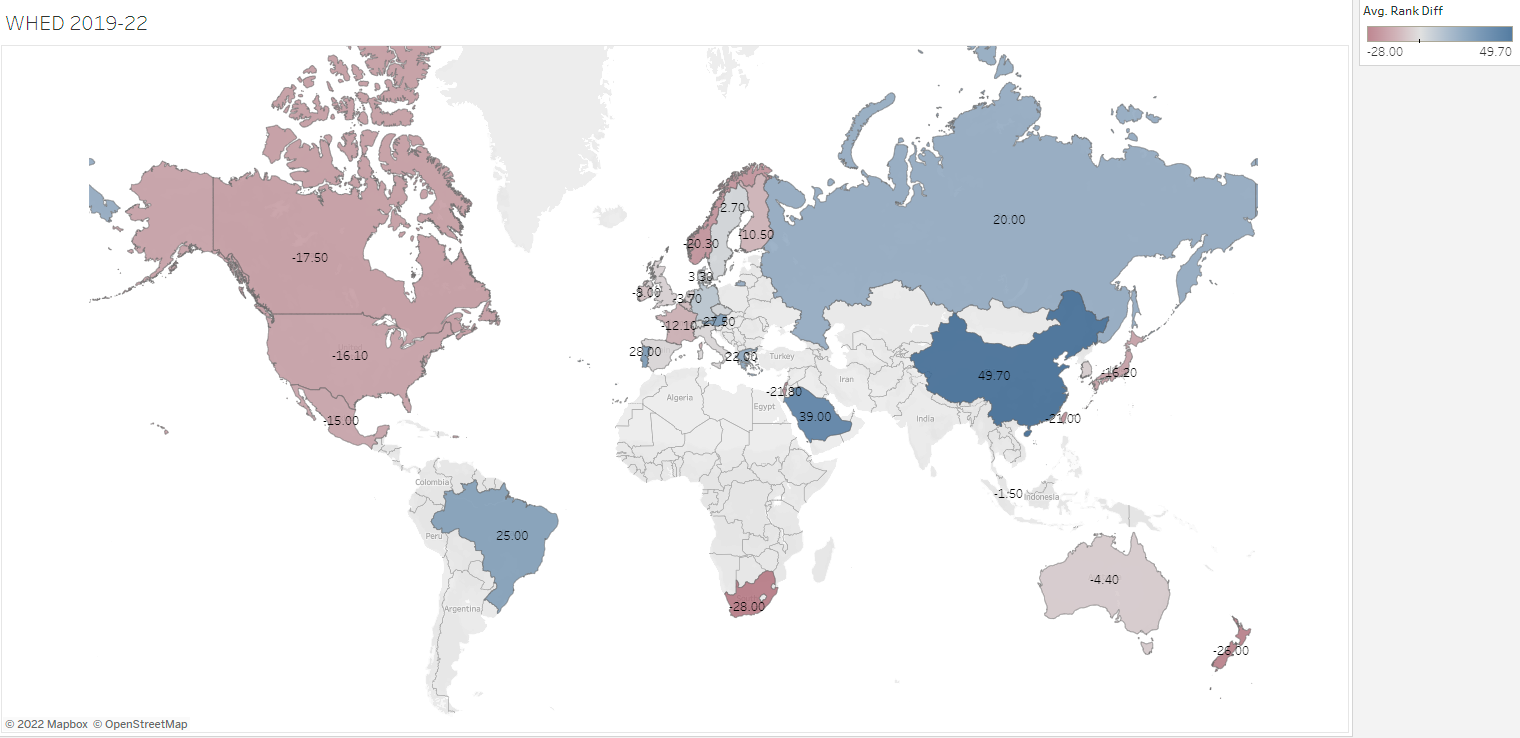 WHED 2019-22
Avg. Rank Diff
-28.00 49.70
2.70
20.00
-10.50
-20.30
-17.50
3.30
-3.70
27.50
-12.10
28.00
22.00
Turkey
-16.10
49.70
-16.20
Iran
-21.80
Algeria
Egypt
39.00
India
-21.00
-15.00
Colombia
-1.50
Indonesia
25.00
Peru
-4.40
-28.00
Argentina
-26.00
© 2022 Mapbox © OpenStreetMap